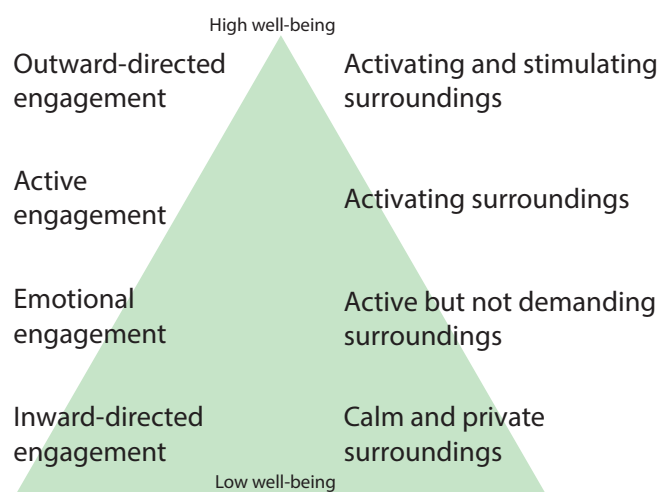 High well-being
Outward-directed
engagement
Activating and stimulating
surroundings
Active
engagement
Activating surroundings
Emotional
engagement
Active but not demanding
surroundings
Inward-directed
engagement
Calm and private
surroundings
Low well-being